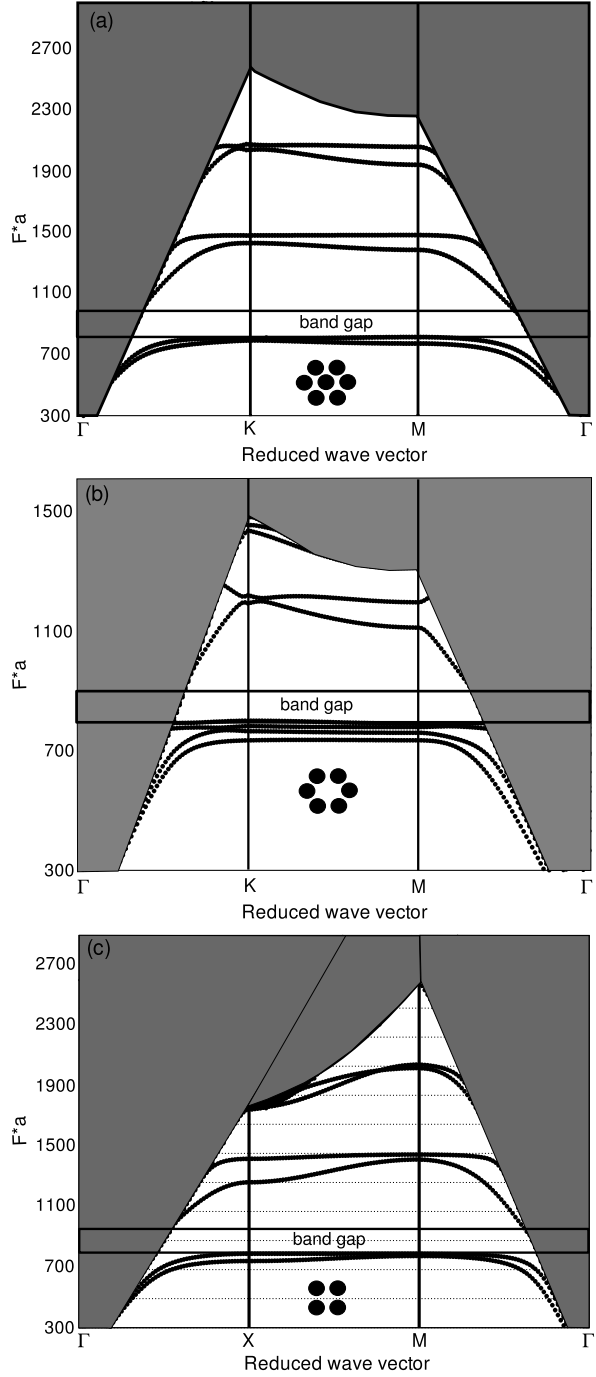 (a)
2700
2300
1900
1500
F*a
1100
band gap
700
300
Γ K M Γ
Reduced wave vector
(b)
1500
1100
F*a
band gap
700
300
Γ K M Γ
Reduced wave vector
(c)
2700
2300
1900
F*a
1500
1100
band gap
700
300
Γ X M Γ
Reduced wave vector